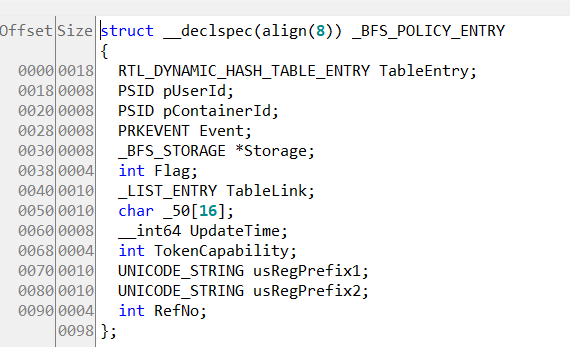 Offset Size struct __declspec(align(8)) _BFS_POLICY_ENTRY
{
0000 0018 RTL_DYNAMIC_HASH_TABLE_ENTRY TableEntry;
0018 0008 PSID pUserId;
0020 0008 PSID pContainerId;
0028 0008 PRKEVENT Event;
0030 0008 _BFS_STORAGE *Storage;
0038 0004 int Flag;
0040 0010 _LIST_ENTRY TableLink;
0050 0010 char _50[16];
0060 0008 __int64 UpdateTime;
0068 0004 int TokenCapability;
0070 0010 UNICODE_STRING usRegPrefix1;
0080 0010 UNICODE_STRING usRegPrefix2;
0090 0004 int RefNo;
0098 };